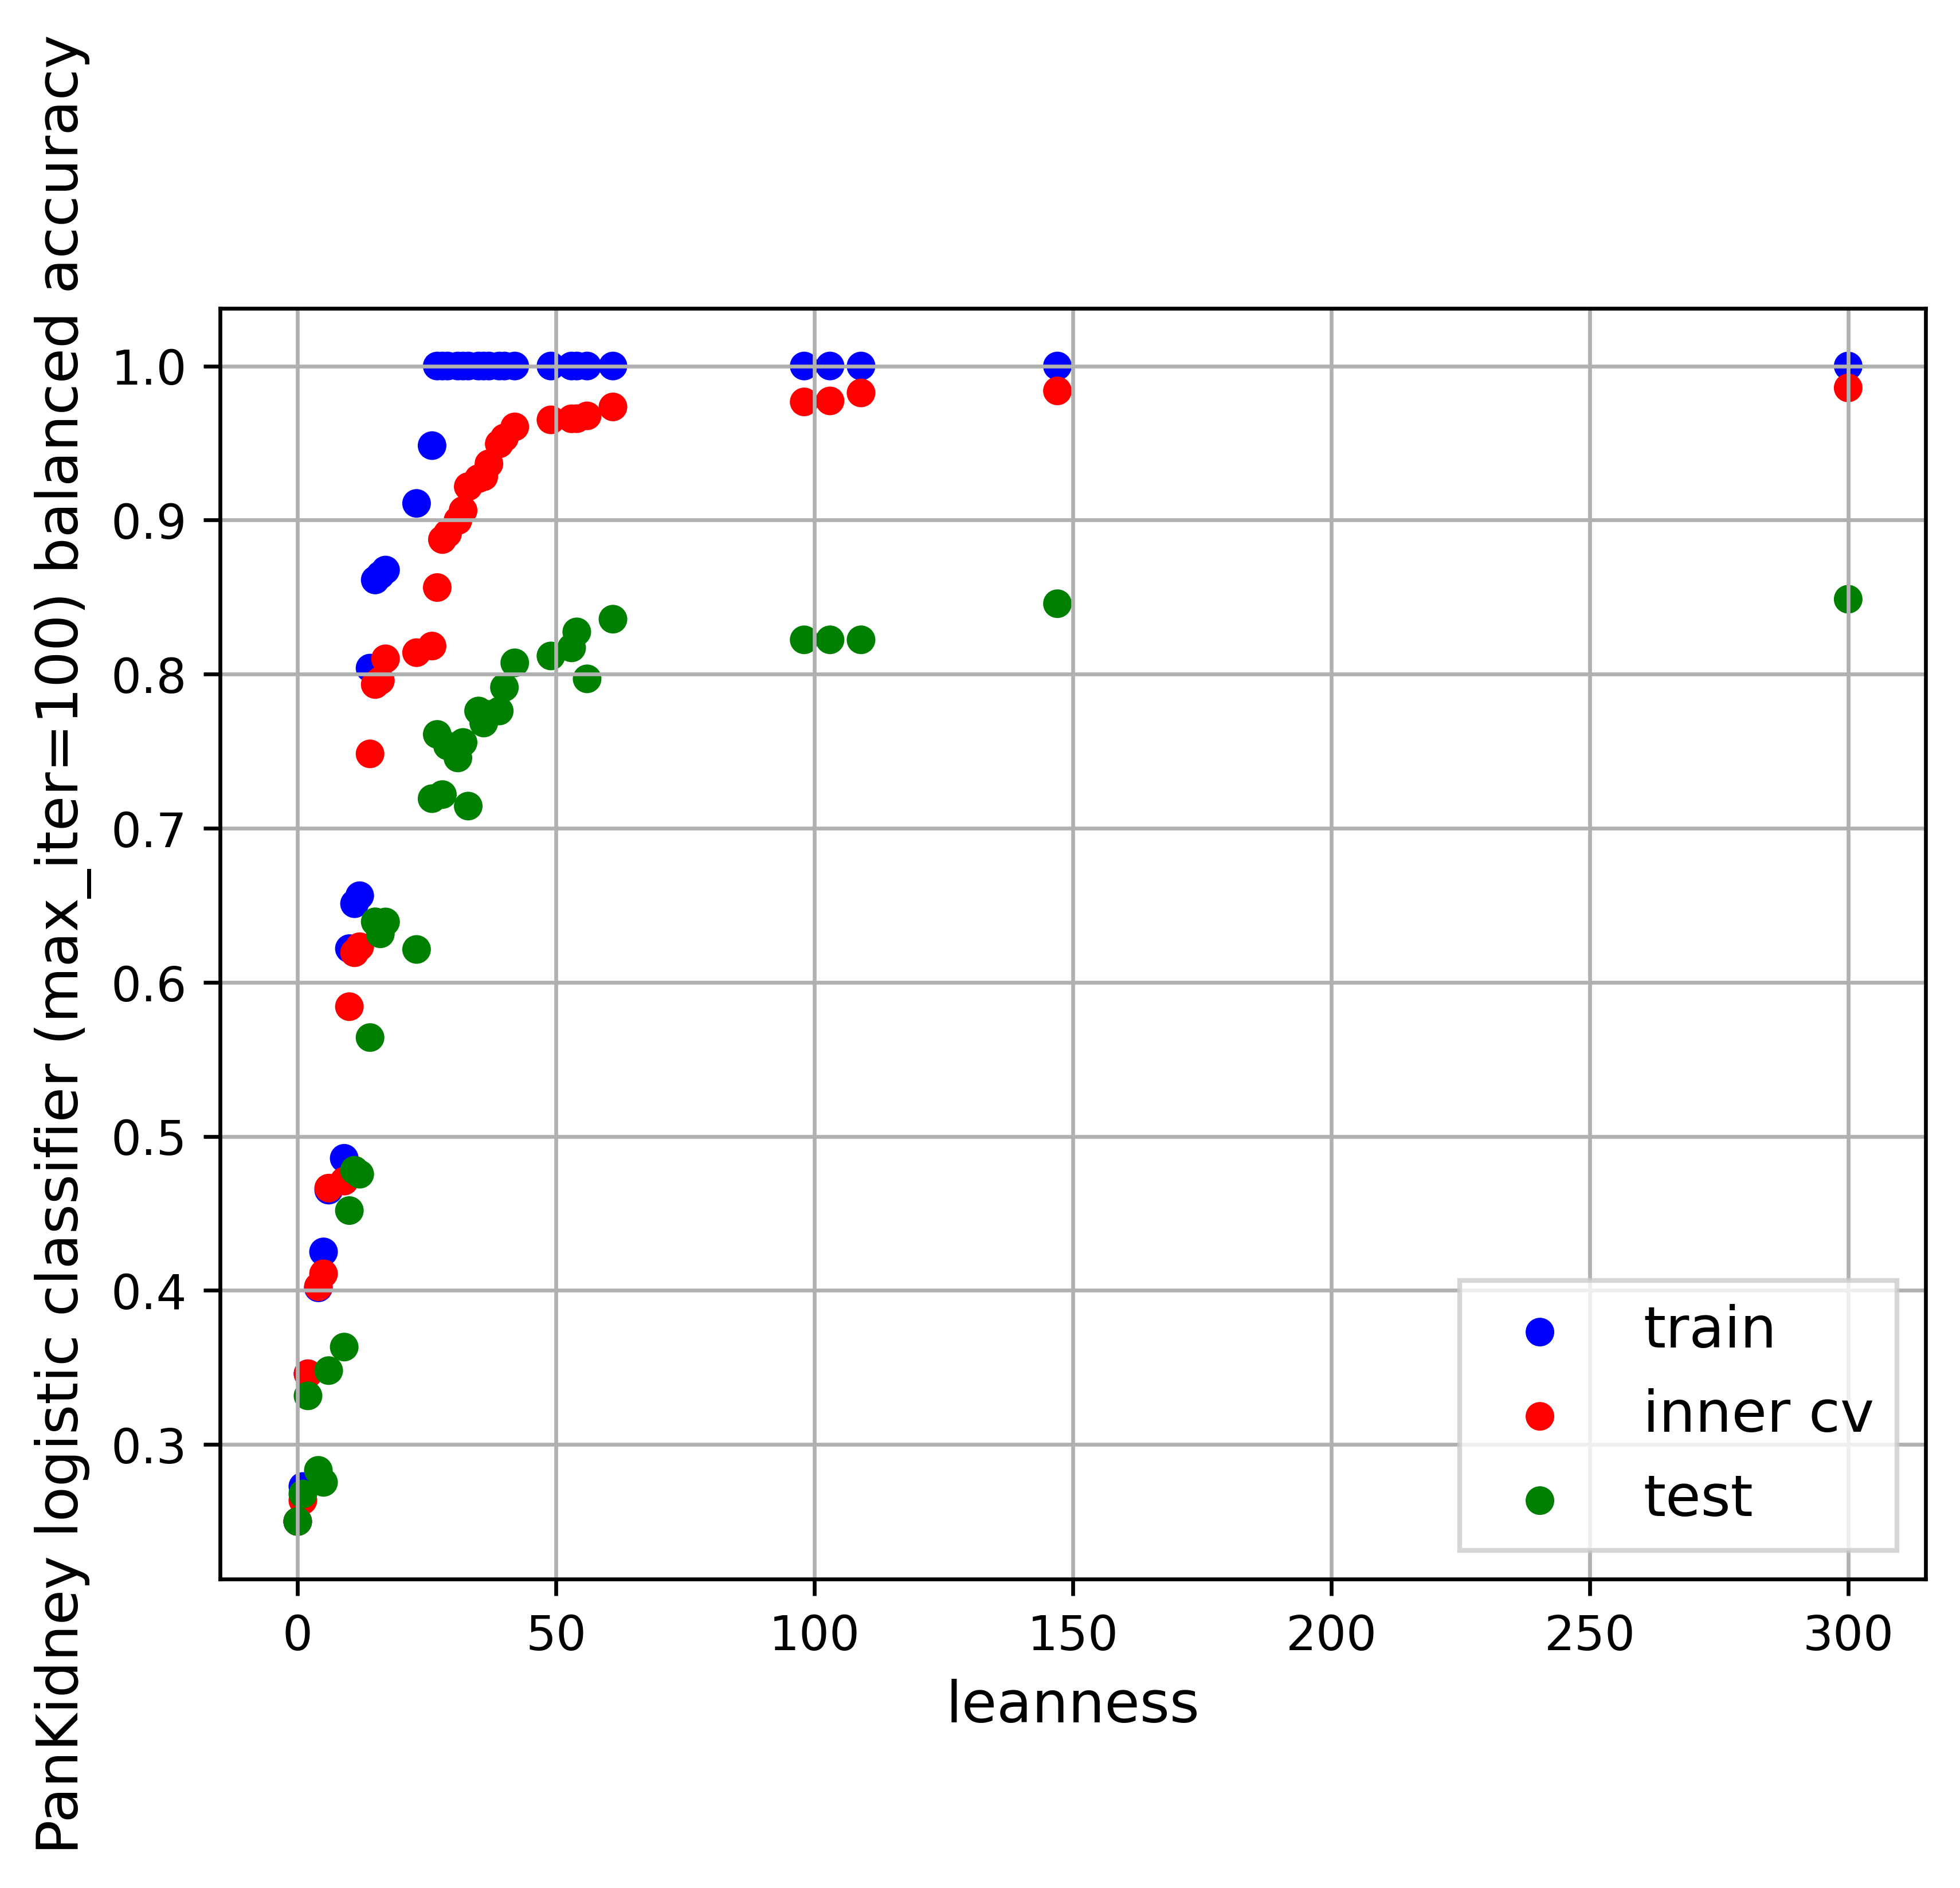 PanKidney logistic classifier (max_iter=100) balanced accuracy
1.0
0.9
0.8
0.7
0.6
0.5
0.4
0.3
train
inner cv
test
0 50 100 150 200 250 300
leanness